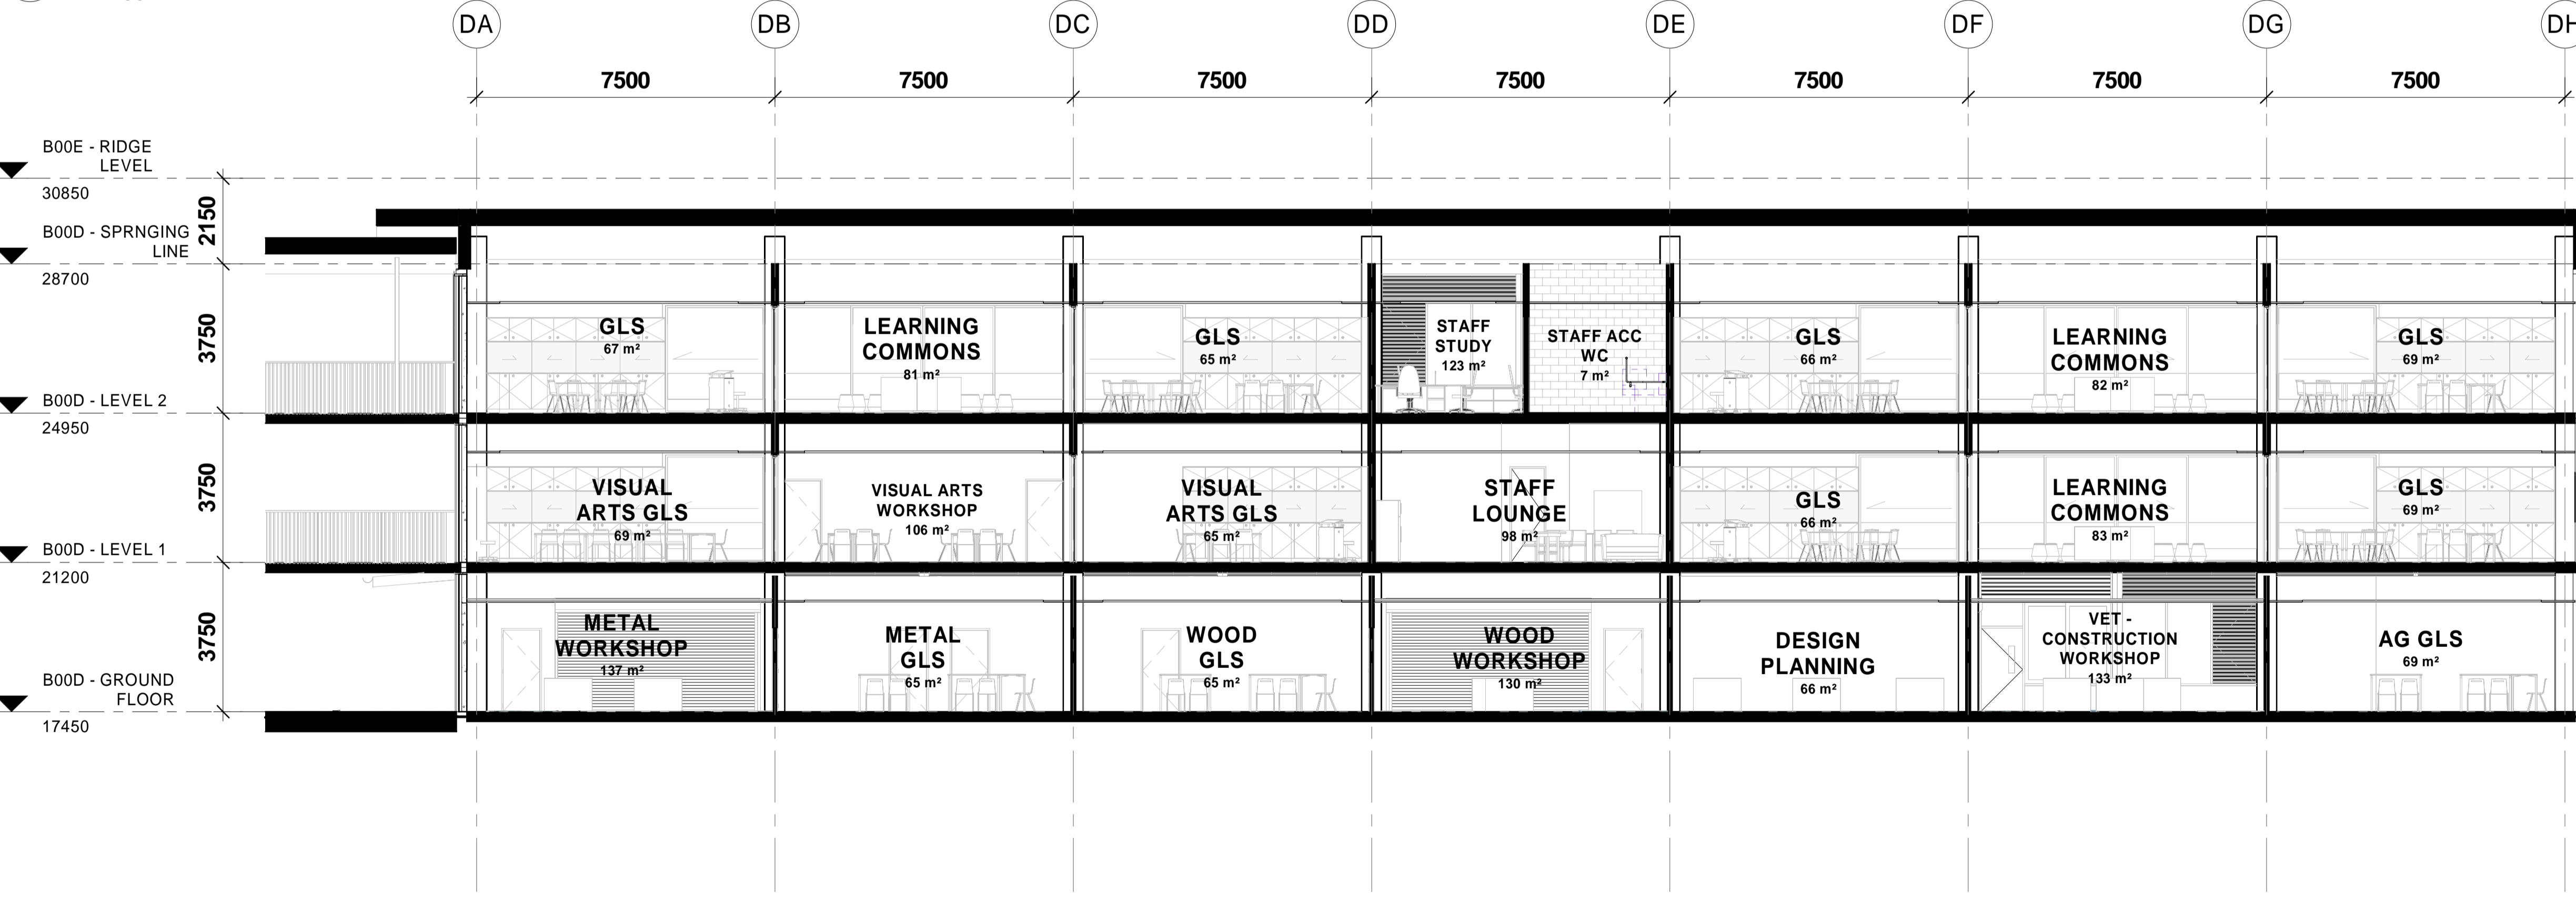 DA DB DC DD DE DF DG DH
7500 7500 7500 7500 7500 7500 7500
B00E - RIDGE
LEVEL
30850
2150
B00D - SPRNGING
LINE
28700
3750
B00D - LEVEL 2
24950
3750
B00D - LEVEL 1
21200
3750
B00D - GROUND
FLOOR
17450
GLS
67 m²
LEARNING
COMMONS
81 m²
GLS
65 m²
STAFF
STUDY
123 m²
STAFF ACC
WC
7 m²
GLS
66 m²
LEARNING
COMMONS
82 m²
GLS
69 m²
VISUAL
ARTS GLS
69 m²
VISUAL ARTS
WORKSHOP
106 m²
VISUAL
ARTS GLS
65 m²
STAFF
LOUNGE
98 m²
GLS
66 m²
LEARNING
COMMONS
83 m²
GLS
69 m²
METAL
WORKSHOP
137 m²
METAL
GLS
65 m²
WOOD
GLS
65 m²
WOOD
WORKSHOP
130 m²
DESIGN
PLANNING
66 m²
VET -
CONSTRUCTION
WORKSHOP
133 m²
AG GLS
69 m²